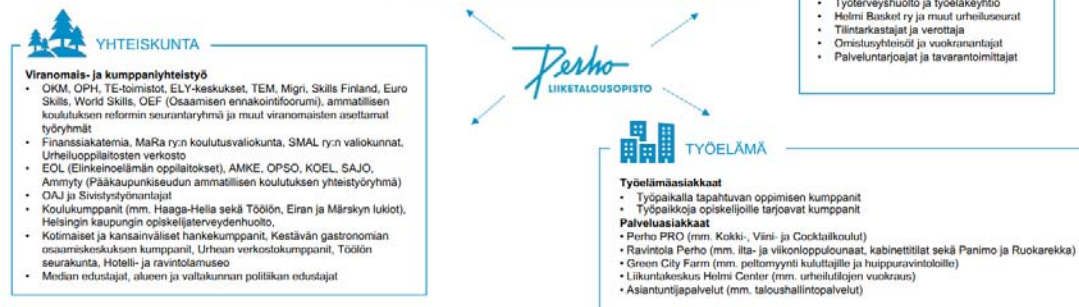 Työterveyshuolto ja työeläkeyhtiö
• Helmi Basket ry ja muut urheiluseurat
• Tilintarkastajat ja verottaja
• Omistusyhteisöt ja vuokranantajat
• Palveluntarjoajat ja tavarantoimittajat
YHTEISKUNTA
Viranomais- ja kumppaniyhteistyö
• OKM, OPH, TE-toimistot, ELY-keskukset, TEM, Migri, Skills Finland, Euro
Skills, World Skills, OEF (Osaamisen ennakointifoorumi), ammatillisen
koulutuksen reformin seurantaryhmä ja muut viranomaisten asettamat
työryhmät
• Finanssiakatemia, MaRa ry:n koulutusvaliokunta, SMAL ry:n valiokunnat,
Urheiluoppilaitosten verkosto
• EOL (Elinkeinoelämän oppilaitokset), AMKE, OPSO, KOEL, SAJO,
Ammyty (Pääkaupunkiseudun ammatillisen koulutuksen yhteistyöryhmä)
• OAJ ja Sivistystyönantajat
• Koulukumppanit (mm. Haaga-Helia sekä Töölön, Eiran ja Märskyn lukiot),
Helsingin kaupungin opiskelijaterveydenhuolto,
• Kotimaiset ja kansainväliset hankekumppanit, Kestävän gastronomian
osaamiskeskuksen kumppanit, Urhean verkostokumppanit, Töölön
seurakunta, Hotelli- ja ravintolamuseo
• Median edustajat, alueen ja valtakunnan politiikan edustajat
Perho
LIIKETALOUSOPISTO
TYÖELÄMÄ
Työelämäasiakkaat
• Työpaikalla tapahtuvan oppimisen kumppanit
• Työpaikkoja opiskelijoille tarjoavat kumppanit
Palveluasiakkaat
• Perho PRO (mm. Kokki-, Viini- ja Cocktailkoulut)
• Ravintola Perho (mm. ilta- ja viikonloppulounaat, kabinettitilat sekä Panimo ja Ruokarekka)
• Green City Farm (mm. peltomyynti kuluttajille ja huippuravintoloille)
• Liikuntakeskus Helmi Center (mm. urheilutilojen vuokraus)
• Asiantuntijapalvelut (mm. taloushallintopalvelut)